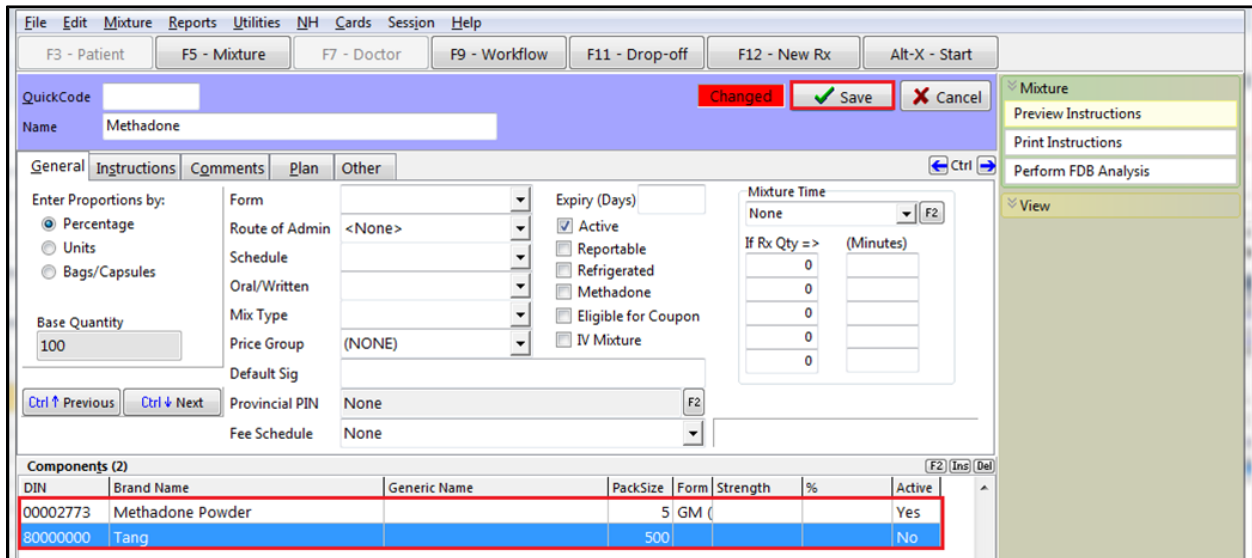 File Edit Mixture Reports Utilities NH Cards Session Help
F3 - Patient F5 - Mixture F7 - Doctor F9 - Workflow F11 - Drop-off F12 - New Rx Alt-X - Start
QuickCode Changed Save Cancel
Name Methadone
General Instructions Comments Plan Other Ctrl
Enter Proportions by:
Percentage
Units
Bags/Capsules
Base Quantity
100
Ctrl Previous Ctrl Next
Form
Route of Admin <None>
Schedule
Oral/Written
Mix Type
Price Group (NONE)
Default Sig
Provincial PIN None F2
Fee Schedule None
Expiry (Days)
Active
Reportable
Refrigerated
Methadone
Eligible for Coupon
IV Mixture
Mixture Time
None F2
If Rx Qty => (Minutes)
0
0
0
0
0
Mixture
Preview Instructions
Print Instructions
Perform FDB Analysis
View
Components (2) F2 Ins Del
DIN Brand Name Generic Name PackSize Form Strength % Active
00002773 Methadone Powder 5 GM ( Yes
80000000 Tang 500 No